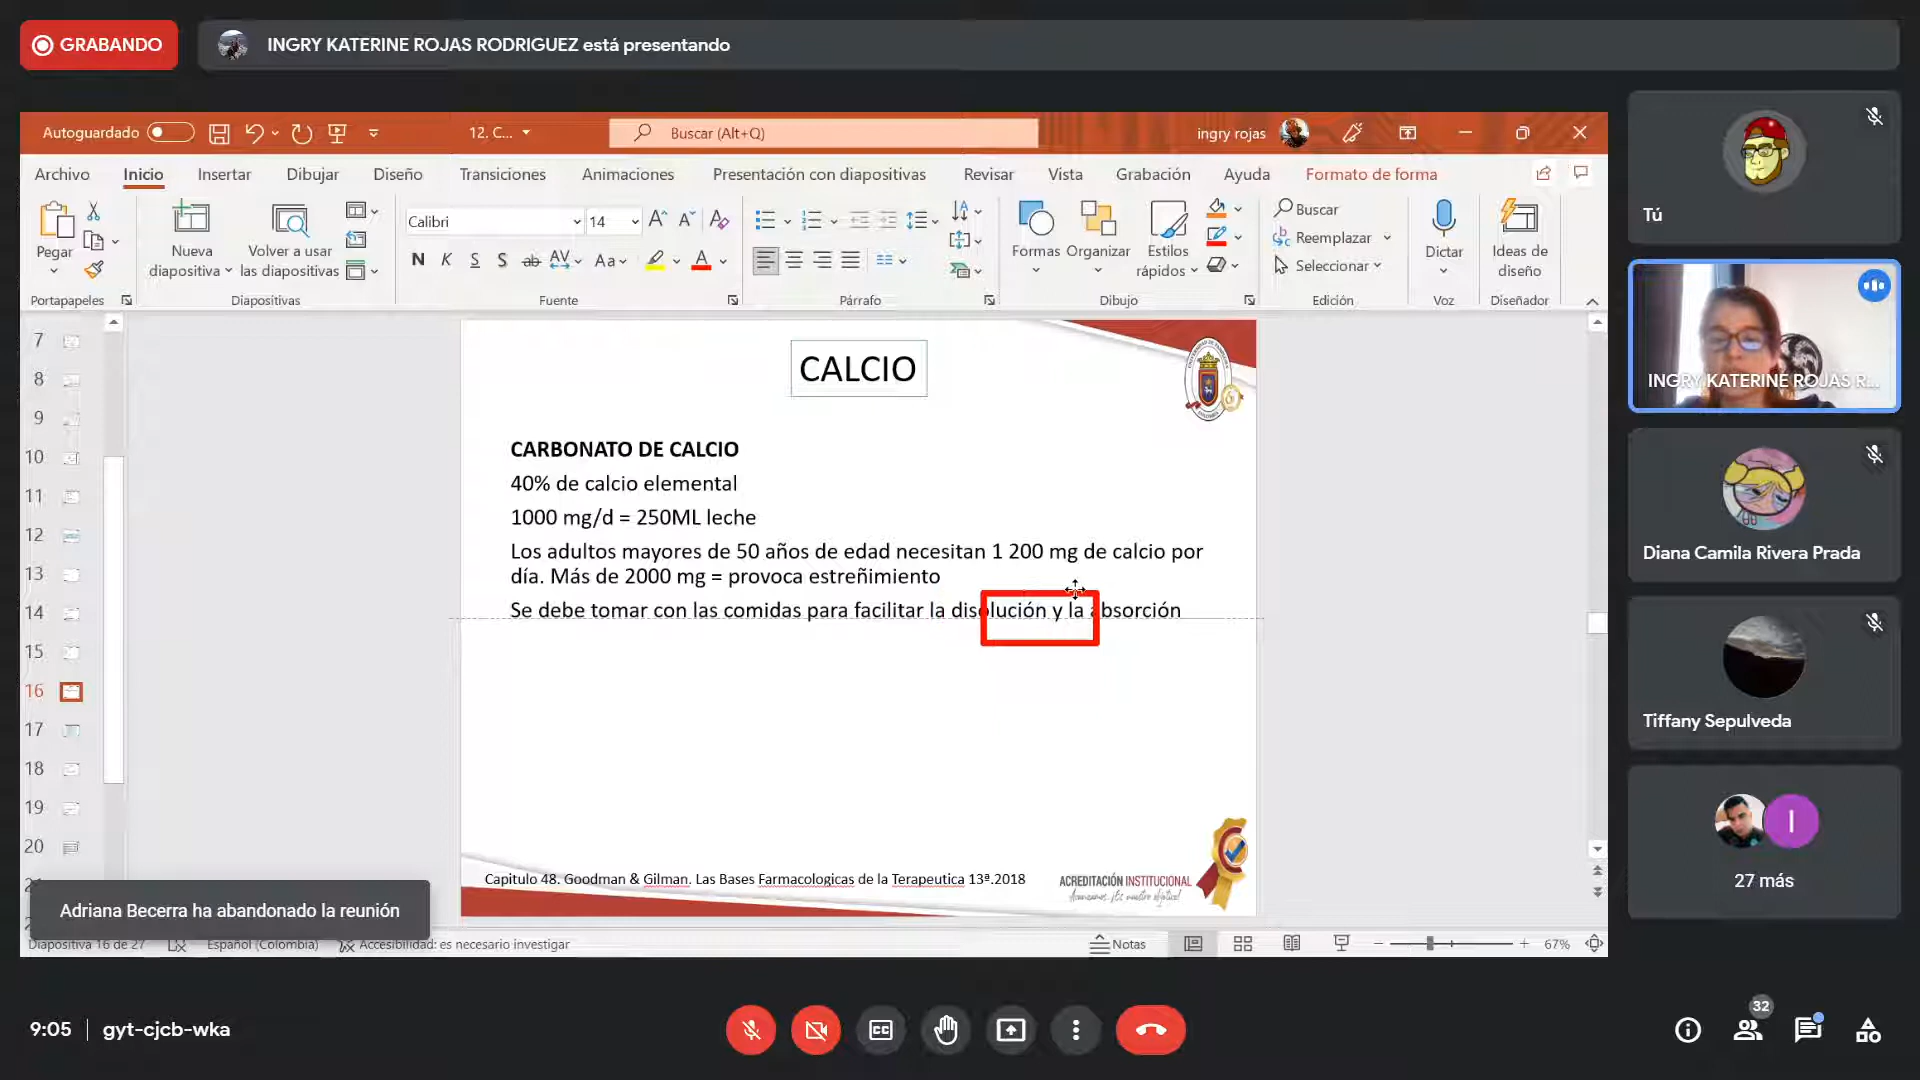 GRABANDO
INGRY KATERINE ROJAS RODRIGUEZ está presentando
Autoguardado
12. C...
Buscar (Alt+Q)
ingry rojas
Archivo Inicio Insertar Dibujar Diseño Transiciones Animaciones Presentación con diapositivas Revisar Vista Grabación Ayuda Formato de forma
Pegar
Nueva diapositiva
Volver a usar las diapositivas
Calibri 14
N K S S ab AV Aa A
Formas Organizar Estilos rápidos
Buscar
Reemplazar
Seleccionar
Dictar
Ideas de diseño
Portapapeles Diapositivas Fuente Párrafo Dibujo Edición Voz Diseñador
7
8
9
10
11
12
13
14
15
16
17
18
19
20
CALCIO
CARBONATO DE CALCIO
40% de calcio elemental
1000 mg/d = 250ML leche
Los adultos mayores de 50 años de edad necesitan 1 200 mg de calcio por
día. Más de 2000 mg = provoca estreñimiento
Se debe tomar con las comidas para facilitar la disolución y la absorción
Capitulo 48. Goodman & Gilman. Las Bases Farmacologicas de la Terapeutica 13ª.2018
ACREDITACIÓN INSTITUCIONAL
Adriana Becerra ha abandonado la reunión
Diapositiva 16 de 27 Español (Colombia) Accesibilidad: es necesario investigar
Notas
67%
Tú
INGRY KATERINE ROJAS R...
Diana Camila Rivera Prada
Tiffany Sepulveda
I
27 más
9:05 gyt-cjcb-wka
CC
32